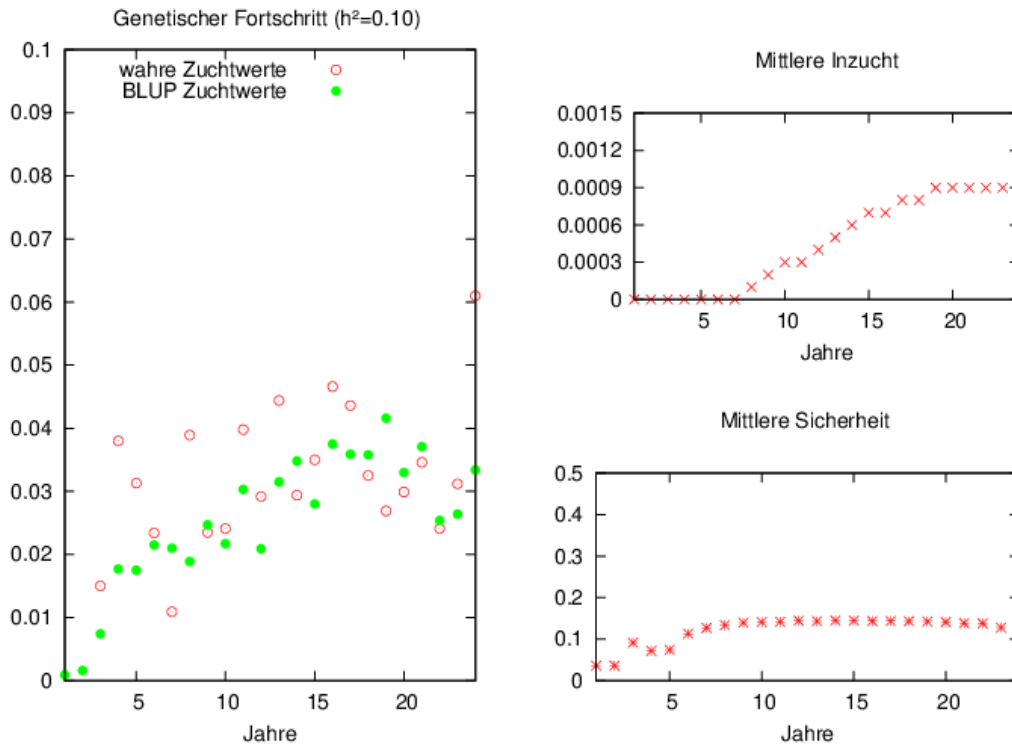 Genetischer Fortschritt (h²=0.10)
wahre Zuchtwerte
BLUP Zuchtwerte
0.1
0.09
0.08
0.07
0.06
0.05
0.04
0.03
0.02
0.01
0
5 10 15 20
Jahre
Mittlere Inzucht
0.0015
0.0012
0.0009
0.0006
0.0003
0
5 10 15 20
Jahre
Mittlere Sicherheit
0.5
0.4
0.3
0.2
0.1
0
5 10 15 20
Jahre